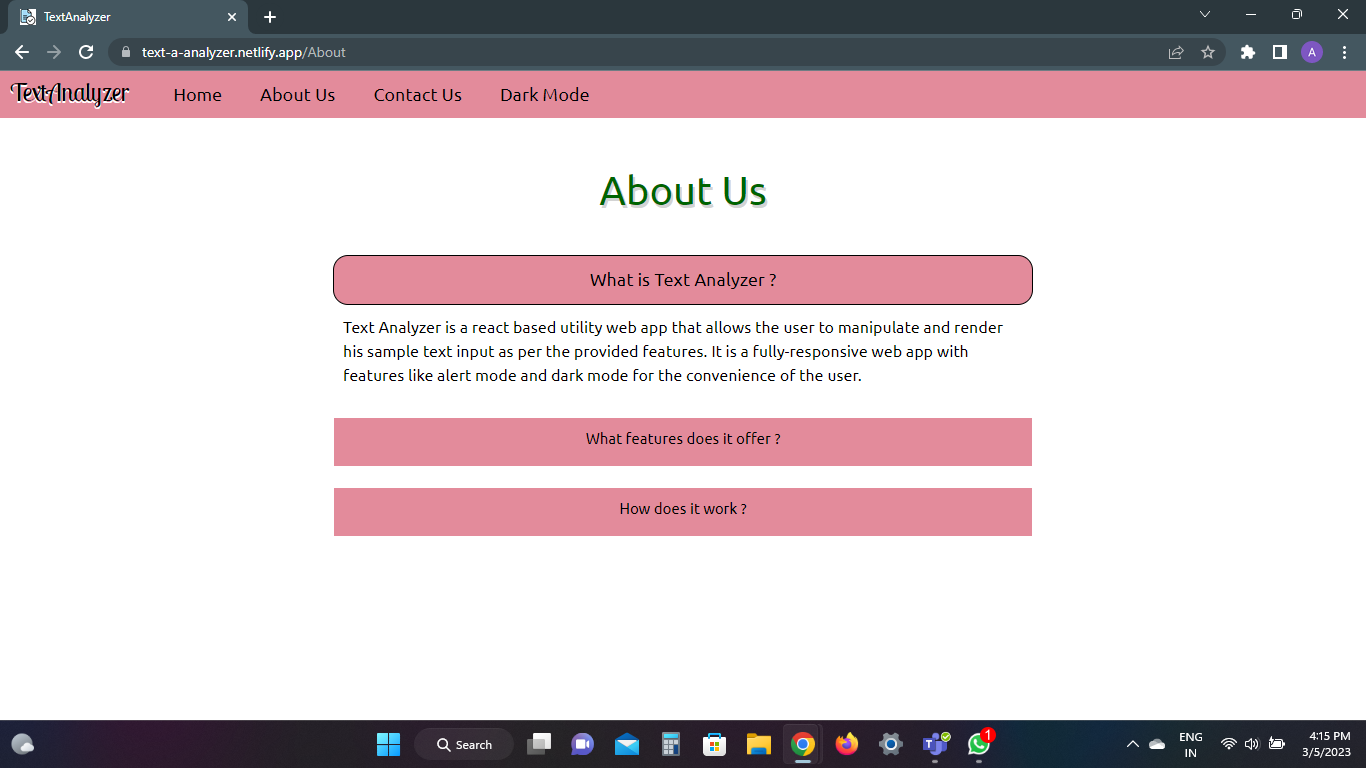 TextAnalyzer
text-a-analyzer.netlify.app/About
A
TextAnalyzer
Home
About Us
Contact Us
Dark Mode
About Us
What is Text Analyzer ?
Text Analyzer is a react based utility web app that allows the user to manipulate and render
his sample text input as per the provided features. It is a fully-responsive web app with
features like alert mode and dark mode for the convenience of the user.
What features does it offer ?
How does it work ?
Search
T
1
ENG
IN
4:15 PM
3/5/2023